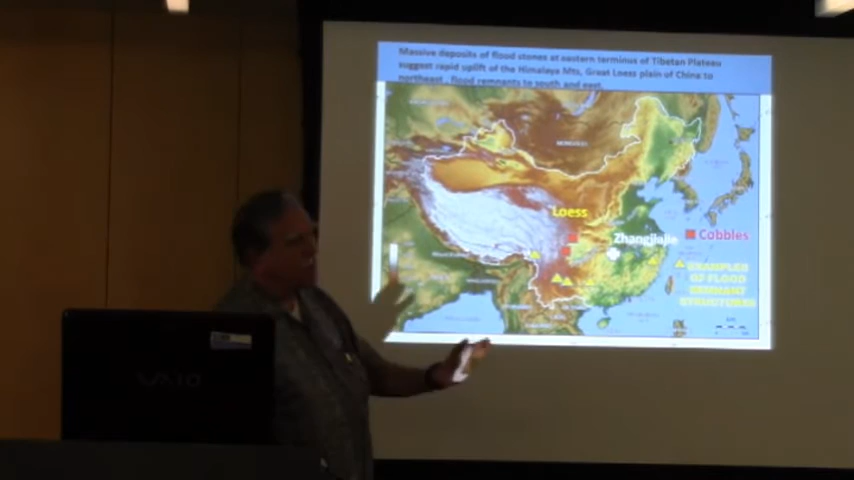 Massive deposits of flood stones at eastern terminus of Tibetan Plateau
suggest rapid uplift of the Himalaya Mts, Great Loess plain of China to
northeast , flood remnants to south and east.
MONGOLIA
Loess
Zhangjiajie
Cobbles
EXAMPLES
OF FLOOD
REMNANT
STRUCTURES
VAIO